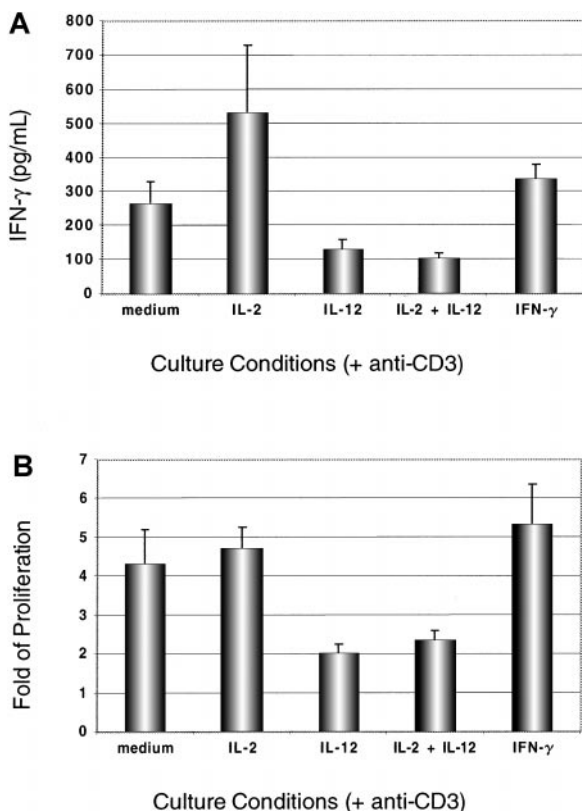 A
800
700
600
500
400
300
200
100
0
IFN-γ (pg/mL)
medium IL-2 IL-12 IL-2 + IL-12 IFN-γ
Culture Conditions (+ anti-CD3)
B
7
6
5
4
3
2
1
0
Fold of Proliferation
medium IL-2 IL-12 IL-2 + IL-12 IFN-γ
Culture Conditions (+ anti-CD3)